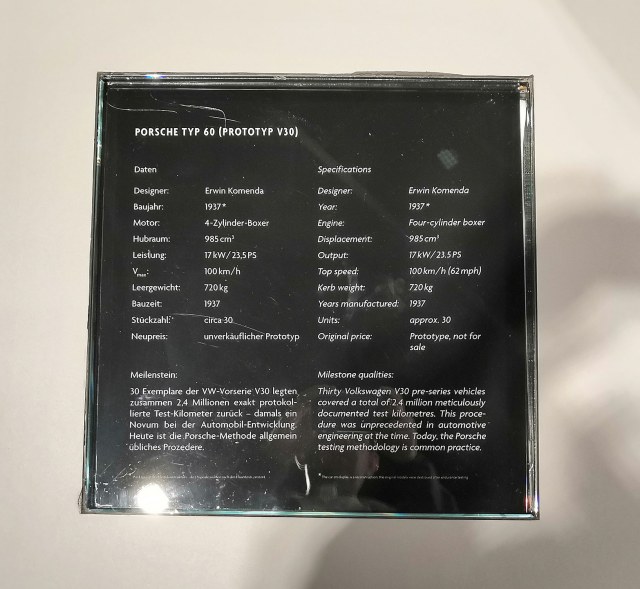 PORSCHE TYP 60 (PROTOTYP V30)
Daten
Designer: Erwin Komenda
Baujahr: 1937*
Motor: 4-Zylinder-Boxer
Hubraum: 985 cm³
Leistung: 17 kW/23,5 PS
Vmax: 100 km/h
Leergewicht: 720 kg
Bauzeit: 1937
Stückzahl: circa 30
Neupreis: unverkäuflicher Prototyp
Meilenstein:
30 Exemplare der VW-Vorserie V30 legten
zusammen 2,4 Millionen exakt protokol-
lierte Test-Kilometer zurück – damals ein
Novum bei der Automobil-Entwicklung.
Heute ist die Porsche-Methode allgemein
übliches Prozedere.
Specifications
Designer: Erwin Komenda
Year: 1937*
Engine: Four-cylinder boxer
Displacement: 985 cm³
Output: 17 kW/23.5 PS
Top speed: 100 km/h (62 mph)
Kerb weight: 720 kg
Years manufactured: 1937
Units: approx. 30
Original price: Prototype, not for
sale
Milestone qualities:
Thirty Volkswagen V30 pre-series vehicles
covered a total of 2.4 million meticulously
documented test kilometres. This proce-
dure was unprecedented in automotive
engineering at the time. Today, the Porsche
testing methodology is common practice.